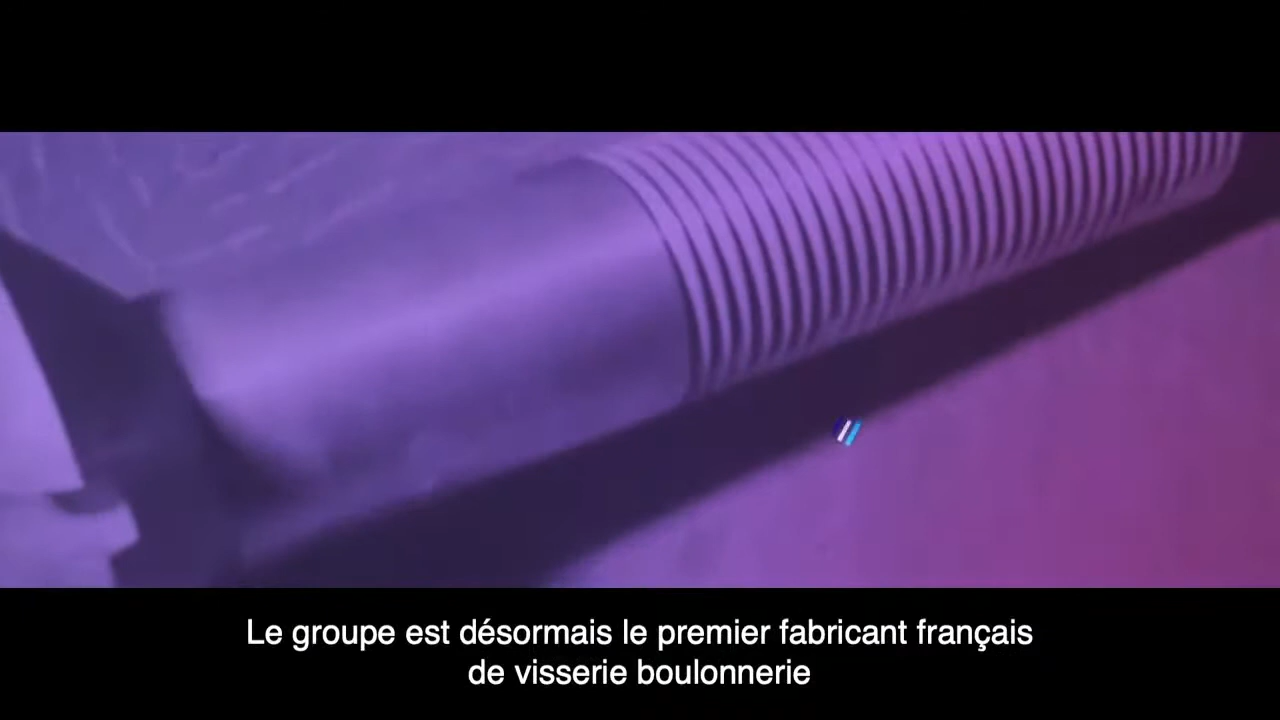 Le groupe est désormais le premier fabricant français
de visserie boulonnerie